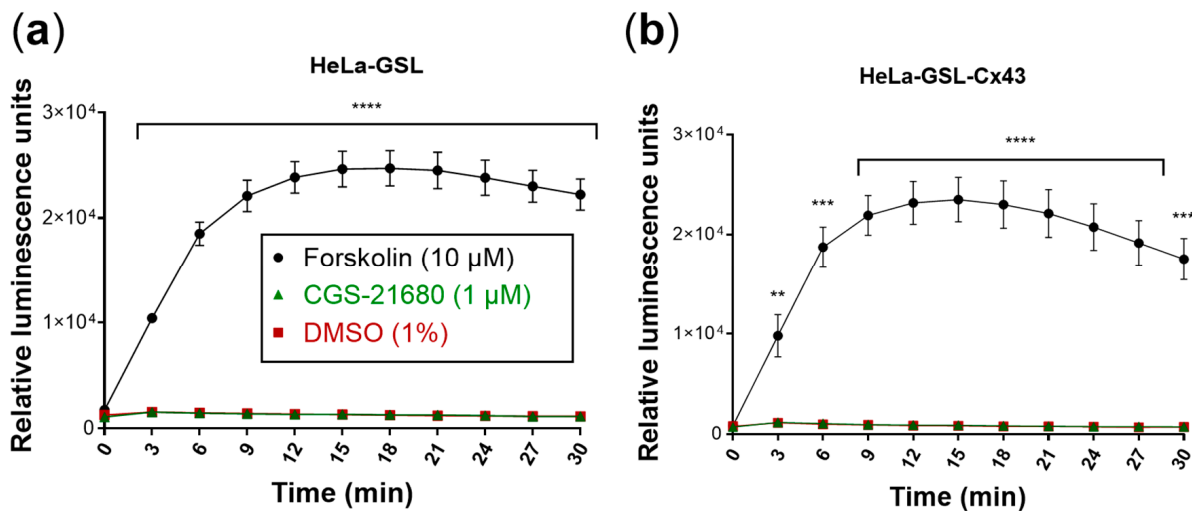 (a)
HeLa-GSL
Relative luminescence units
3×10⁴
2×10⁴
1×10⁴
0
****
Forskolin (10 μM)
CGS-21680 (1 μM)
DMSO (1%)
0 3 6 9 12 15 18 21 24 27 30
Time (min)
(b)
HeLa-GSL-Cx43
Relative luminescence units
3×10⁴
2×10⁴
1×10⁴
0
**
***
****
***
0 3 6 9 12 15 18 21 24 27 30
Time (min)